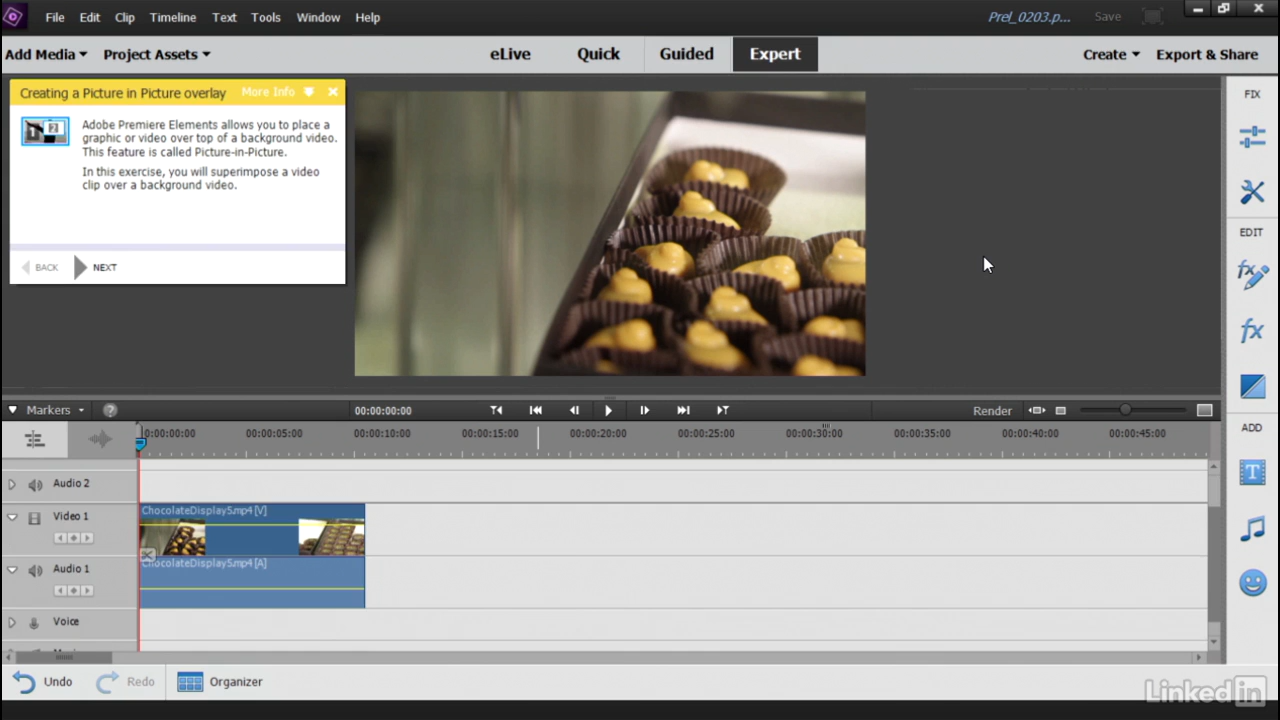 File Edit Clip Timeline Text Tools Window Help
Prel_0203.p... Save
Add Media Project Assets eLive Quick Guided Expert Create Export & Share
Creating a Picture in Picture overlay More Info
Adobe Premiere Elements allows you to place a
graphic or video over top of a background video.
This feature is called Picture-in-Picture.
In this exercise, you will superimpose a video
clip over a background video.
BACK NEXT
FIX
EDIT
fx
fx
ADD
T
Markers ? 00:00:00:00 Render
00:00:05:00 00:00:10:00 00:00:15:00 00:00:20:00 00:00:25:00 00:00:30:00 00:00:35:00 00:00:40:00 00:00:45:00
Audio 2
Video 1 ChocolateDisplay5.mp4 [V]
Audio 1 ChocolateDisplay5.mp4 [A]
Voice
Undo Redo Organizer
Linked in